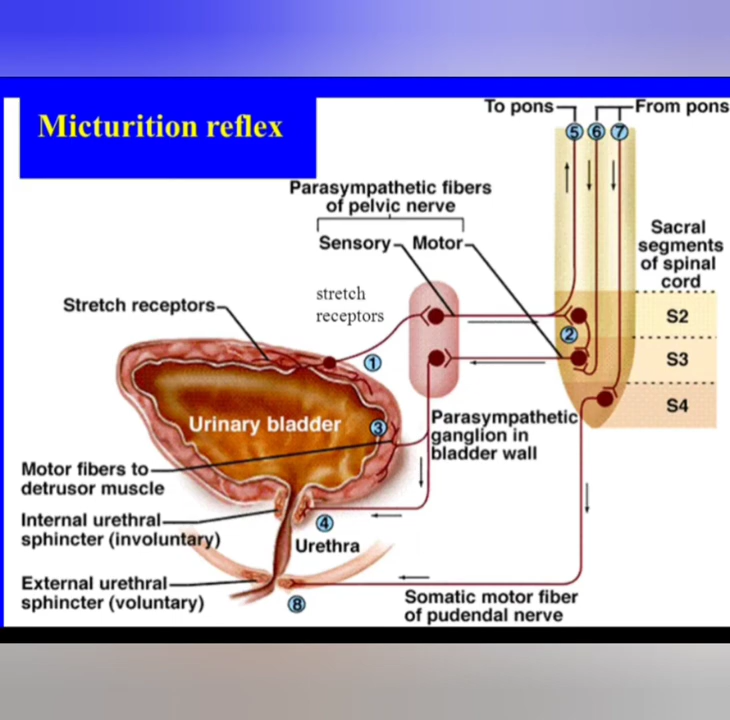 Micturition reflex
To pons
From pons
5 6 7
Parasympathetic fibers
of pelvic nerve
Sensory
Motor
Sacral
segments
of spinal
cord
Stretch receptors
stretch
receptors
S2
2
1
S3
S4
Urinary bladder
3
Parasympathetic
ganglion in
bladder wall
Motor fibers to
detrusor muscle
Internal urethral
sphincter (involuntary)
4
Urethra
External urethral
sphincter (voluntary)
8
Somatic motor fiber
of pudendal nerve